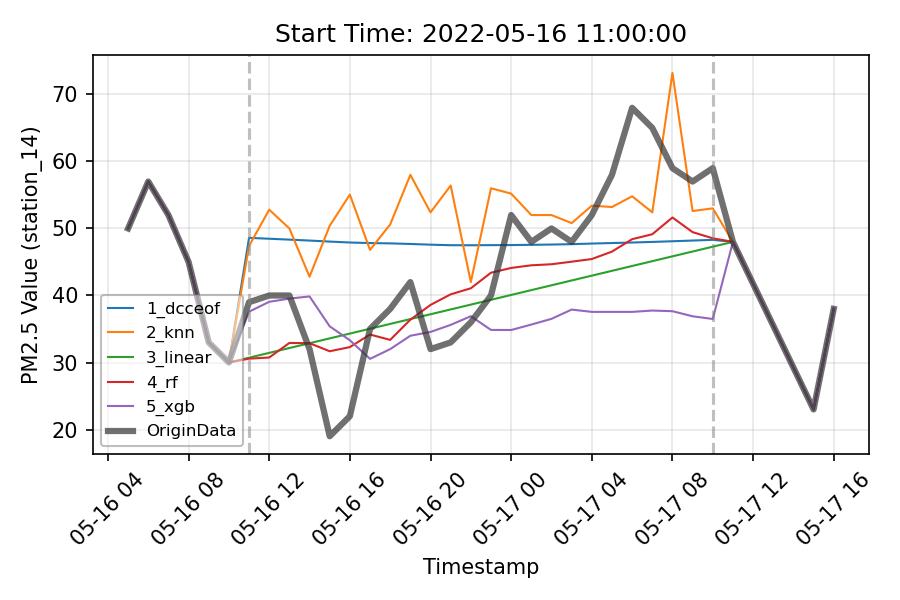 Start Time: 2022-05-16 11:00:00
PM2.5 Value (station_14)
70
60
50
40
30
20
1_dcceof
2_knn
3_linear
4_rf
5_xgb
OriginData
05-16 04
05-16 08
05-16 12
05-16 16
05-16 20
05-17 00
05-17 04
05-17 08
05-17 12
05-17 16
Timestamp